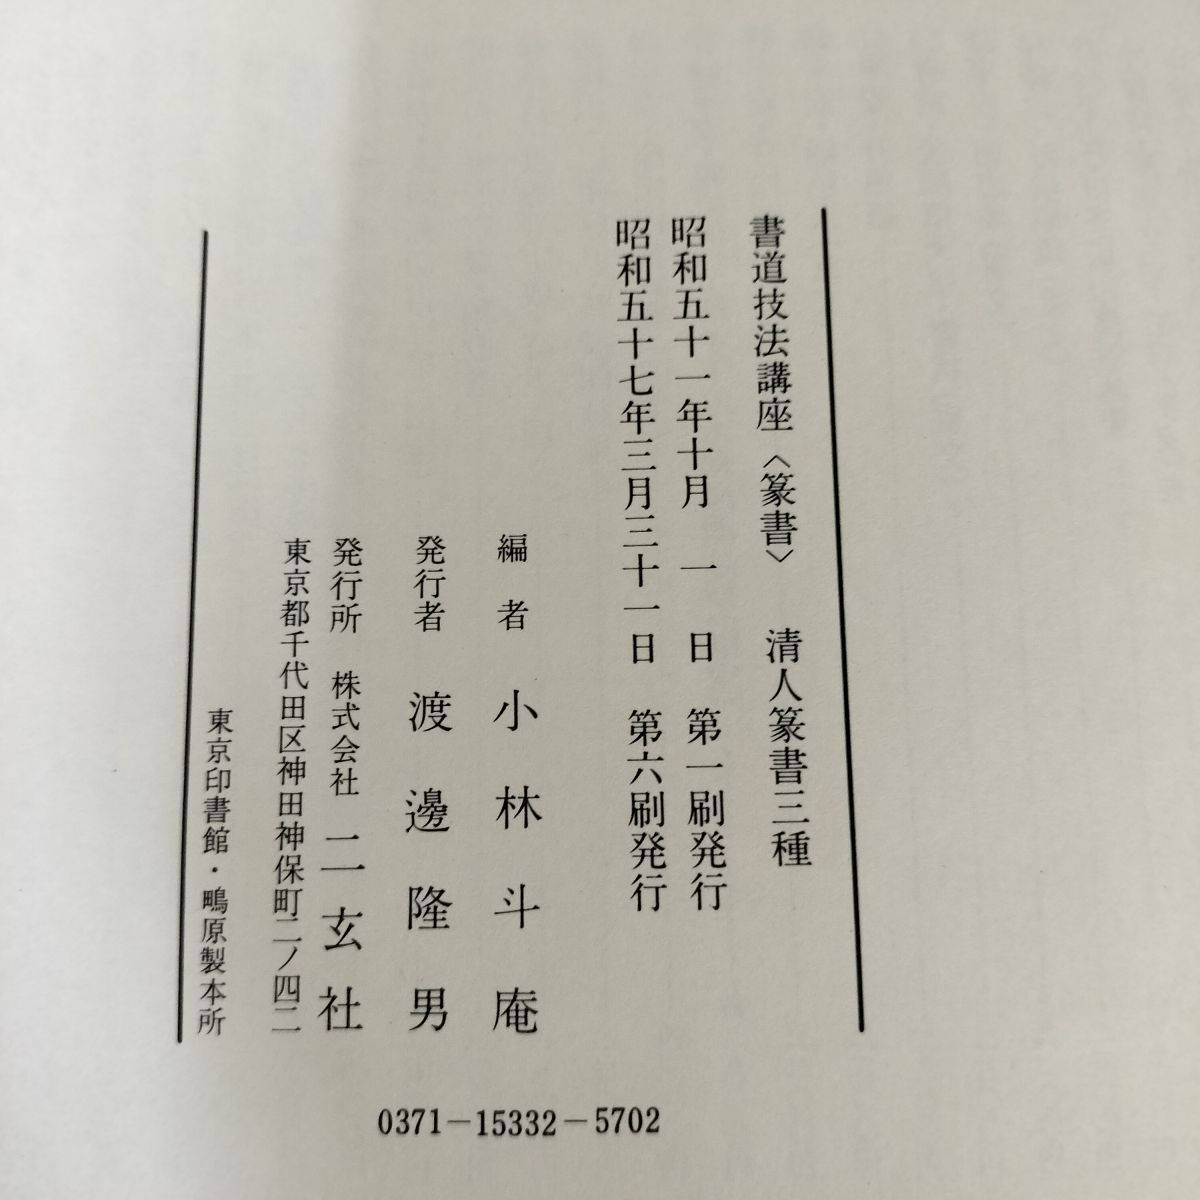 書道技法講座〈篆書〉 清人篆書三種
昭和五十一年十月 一 日 第一刷発行
昭和五十七年三月三十一日 第六刷発行
編者 小林斗庵
発行者 渡邊隆男
発行所 株式会社 二玄社
東京都千代田区神田神保町二ノ四二
東京印書館・鴫原製本所
0371-15332-5702